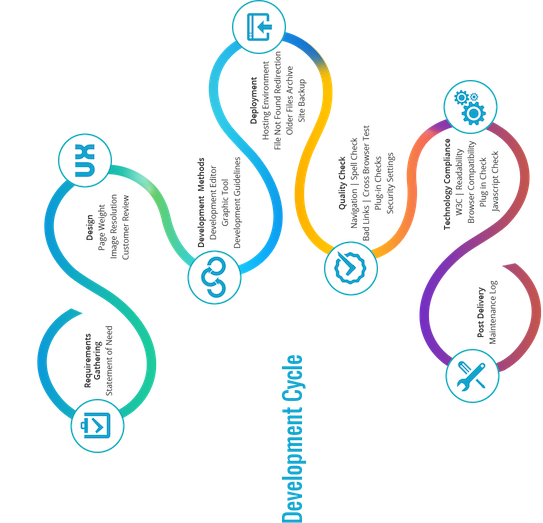 Development Cycle
Requirements
Gathering
Statement of Need
UX
Design
Page Weight
Image Resolution
Customer Review
Development Methods
Development Editor
Graphic Tool
Development Guidelines
Deployment
Hosting Environment
File Not Found Redirection
Older Files Archive
Site Backup
Quality Check
Navigation | Spell Check
Bad Links | Cross Browser Test
Plug-in Checks
Security Settings
Technology Compliance
W3C | Readability
Browser Compatibility
Plug In Check
Javascript Check
Post Delivery
Maintenance Log